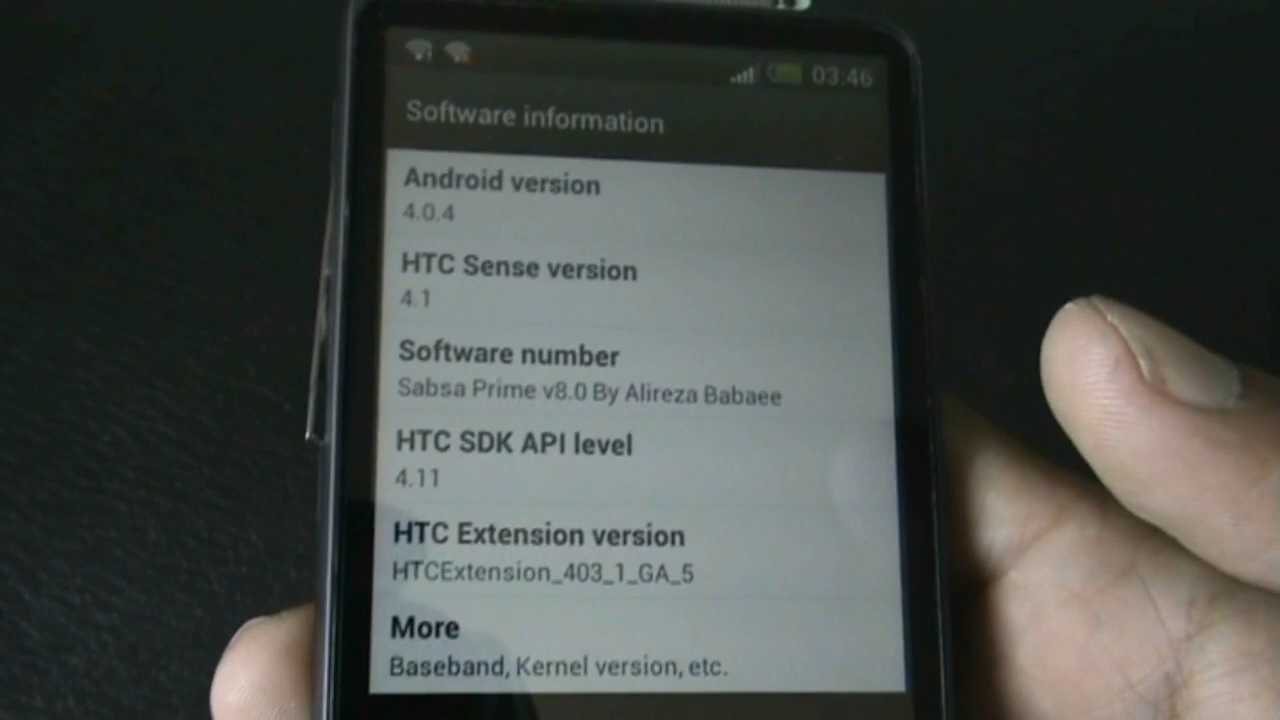 03:46
Software information
Android version
4.0.4
HTC Sense version
4.1
Software number
Sabsa Prime v8.0 By Alireza Babaee
HTC SDK API level
4.11
HTC Extension version
HTCExtension_403_1_GA_5
More
Baseband, Kernel version, etc.